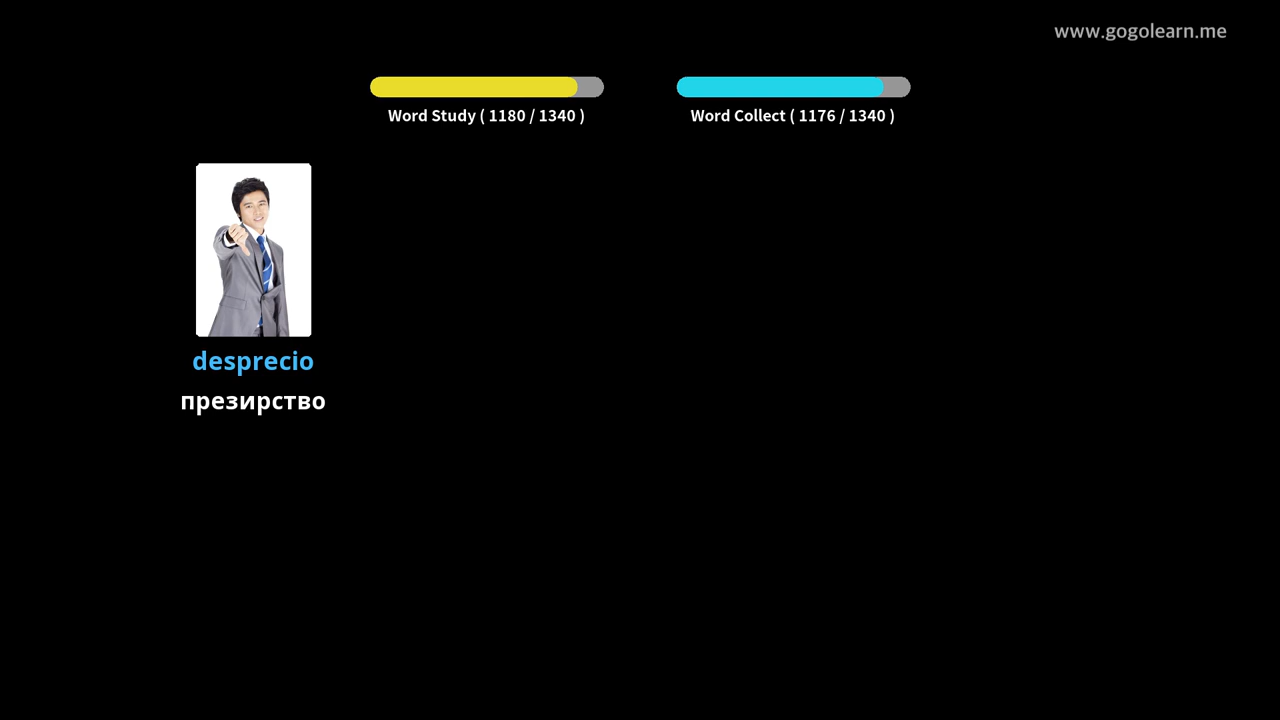 www.gogolearn.me
Word Study ( 1180 / 1340 )
Word Collect ( 1176 / 1340 )
desprecio
презирство